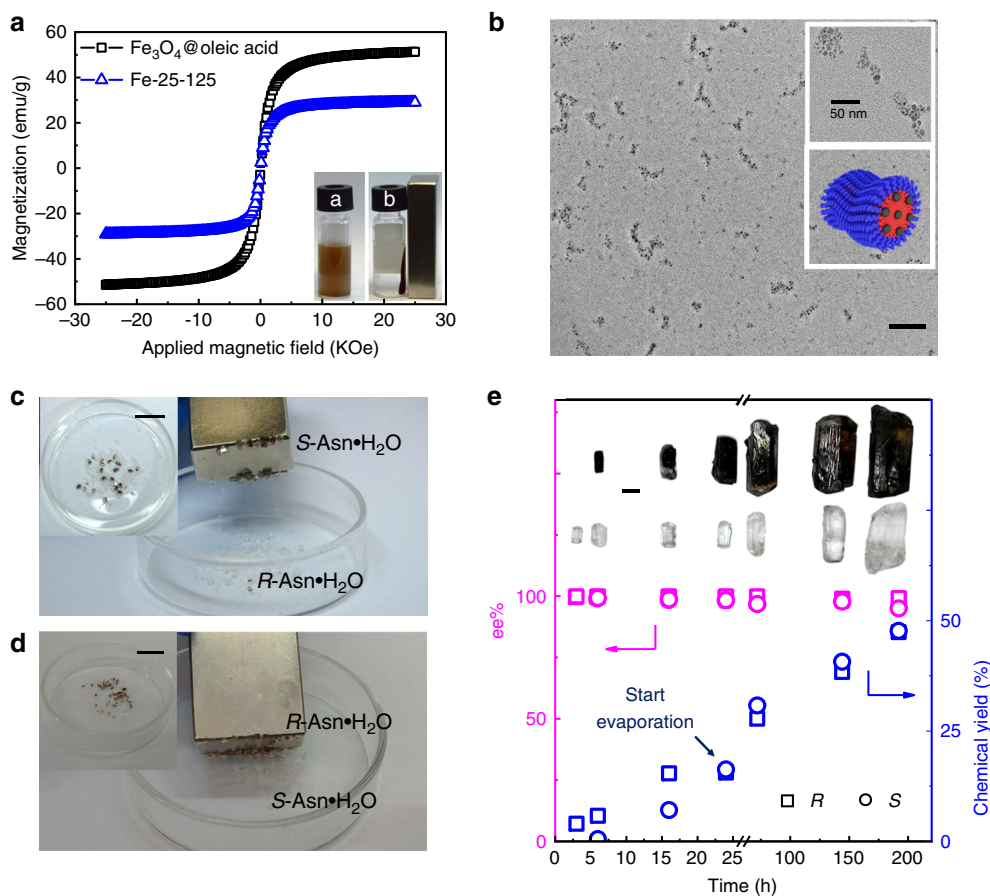 a
60
40
20
0
–20
–40
–60
Magnetization (emu/g)
Fe3O4@oleic acid
Fe-25-125
a
b
–30
–20
-10
0
10
20
30
Applied magnetic field (KOe)
b
50 nm
c
S-Asn•H2O
R-Asn•H2O
d
R-Asn•H2O
S-Asn•H2O
e
100
50
0
ee%
Start
evaporation
R
S
50
25
0
Chemical yield (%)
0
5
10
15
20
25
100
150
200
Time (h)